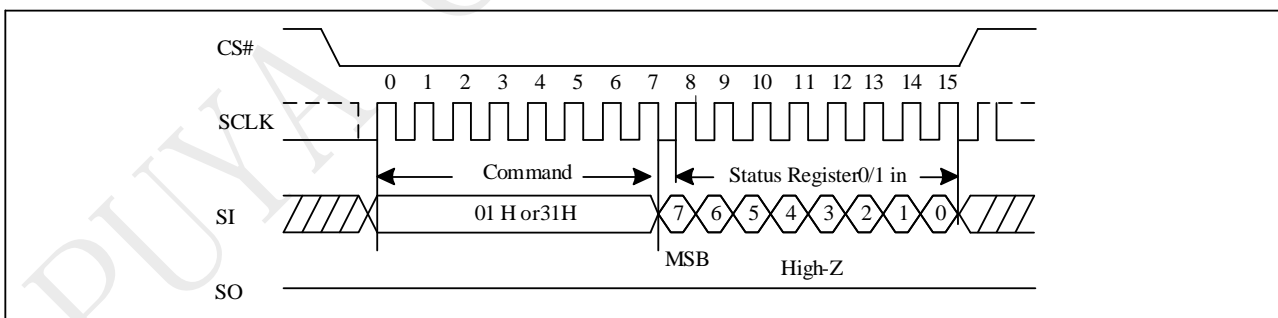 PUYA
CS#
0 1 2 3 4 5 6 7 8 9 10 11 12 13 14 15
SCLK
Command Status Register0/1 in
SI 01 H or31H 7 6 5 4 3 2 1 0
MSB High-Z
SO